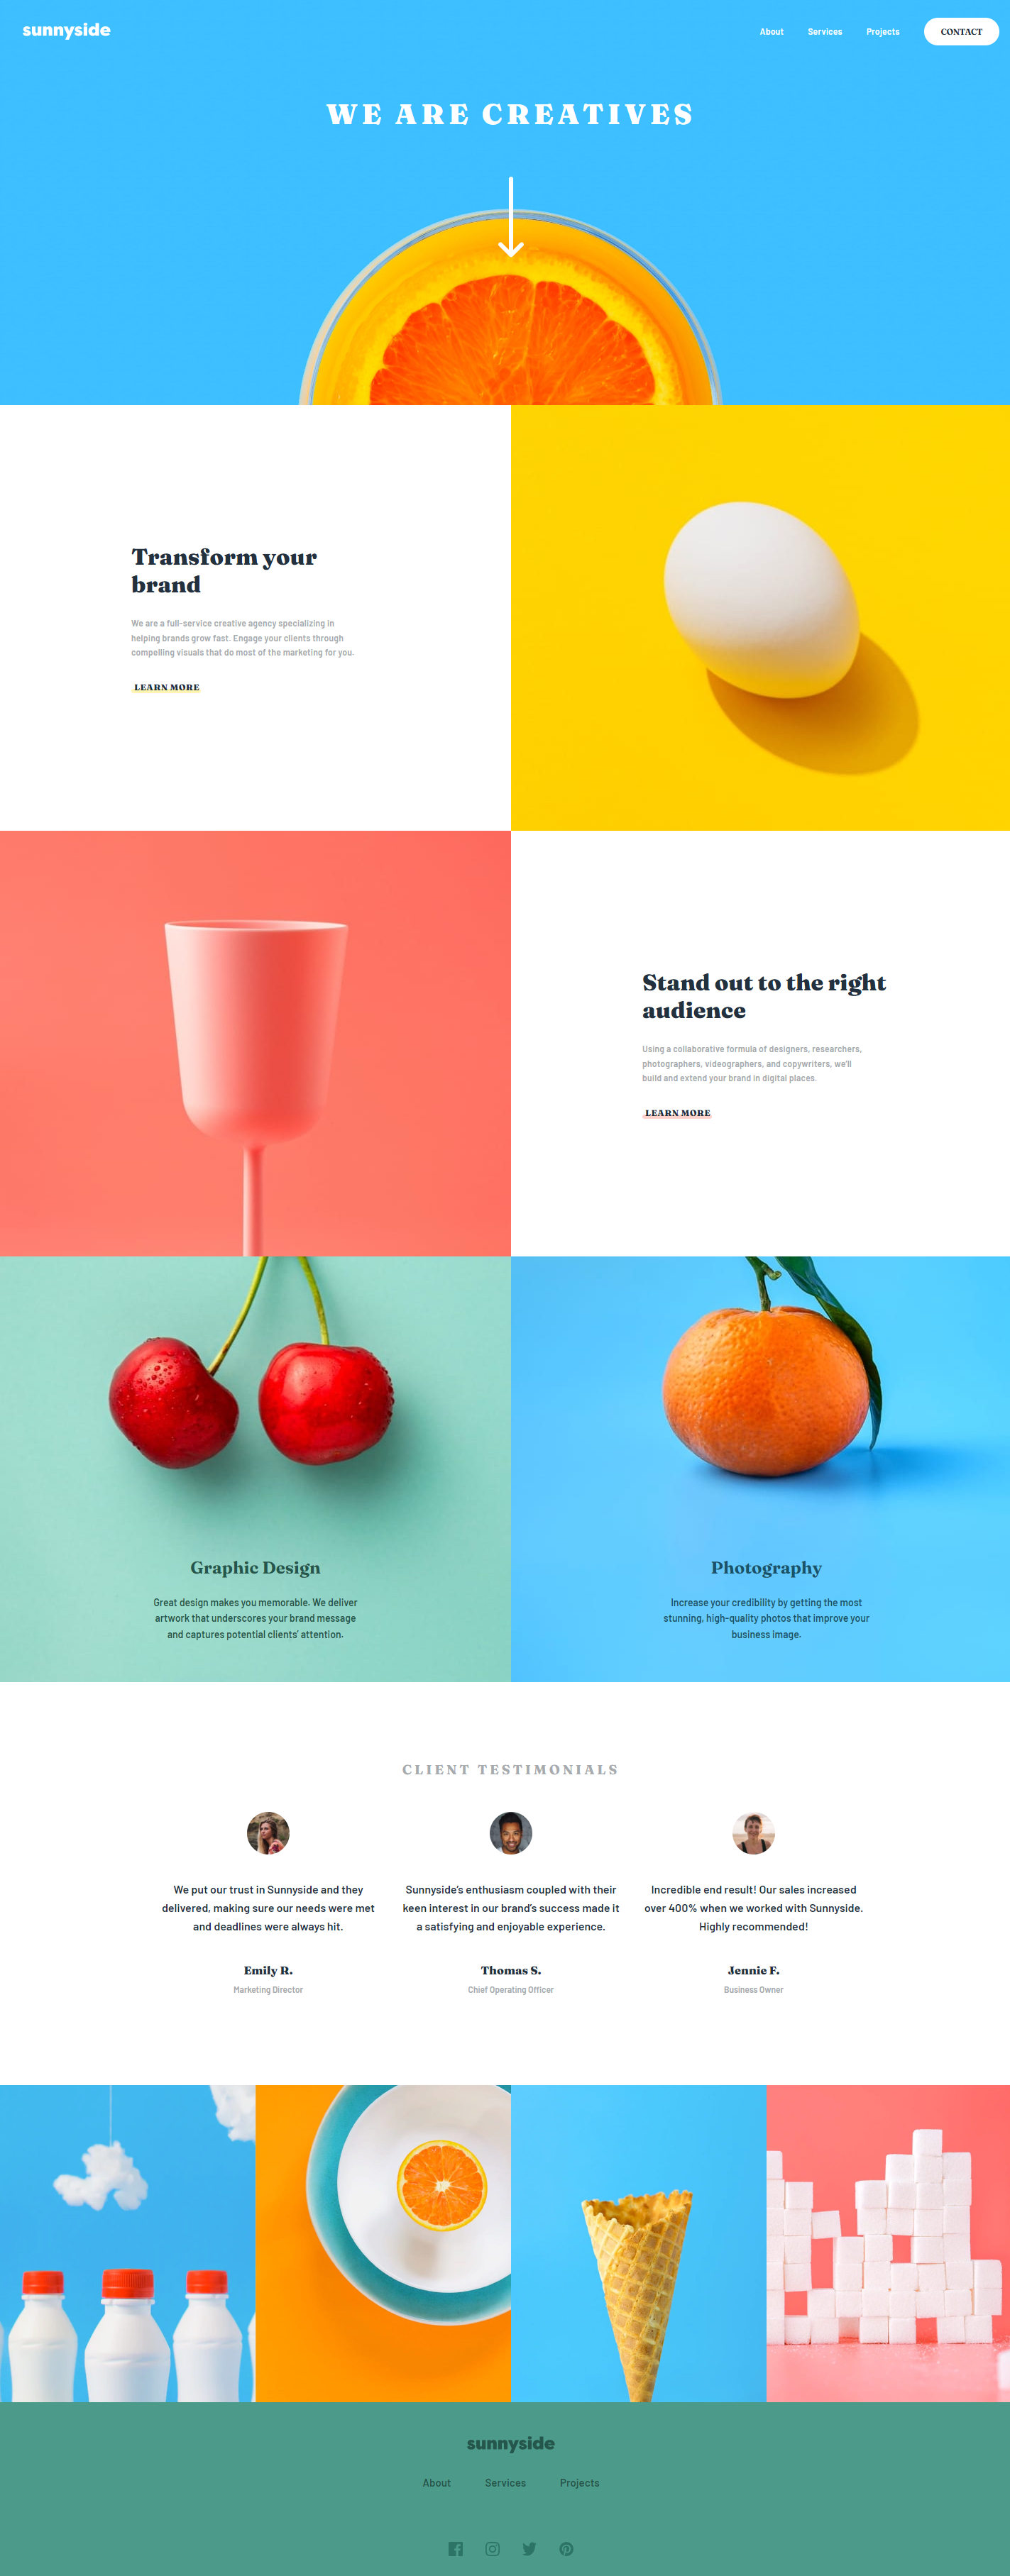 sunnyside
About Services Projects CONTACT
WE ARE CREATIVES
Transform your
brand
We are a full-service creative agency specializing in
helping brands grow fast. Engage your clients through
compelling visuals that do most of the marketing for you.
LEARN MORE
Stand out to the right
audience
Using a collaborative formula of designers, researchers,
photographers, videographers, and copywriters, we'll
build and extend your brand in digital places.
LEARN MORE
Graphic Design
Great design makes you memorable. We deliver
artwork that underscores your brand message
and captures potential clients' attention.
Photography
Increase your credibility by getting the most
stunning, high-quality photos that improve your
business image.
CLIENT TESTIMONIALS
We put our trust in Sunnyside and they
delivered, making sure our needs were met
and deadlines were always hit.
Emily R.
Marketing Director
Sunnyside's enthusiasm coupled with their
keen interest in our brand's success made it
a satisfying and enjoyable experience.
Thomas S.
Chief Operating Officer
Incredible end result! Our sales increased
over 400% when we worked with Sunnyside.
Highly recommended!
Jennie F.
Business Owner
sunnyside
About Services Projects